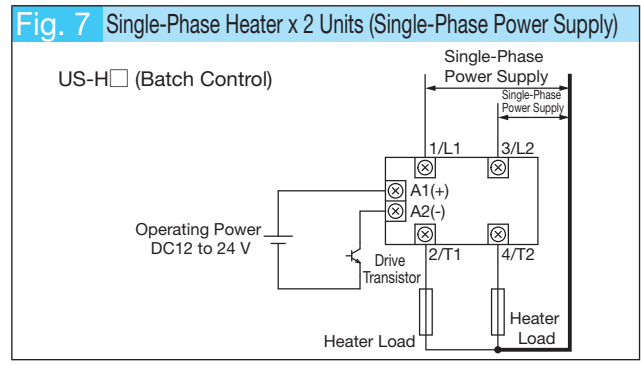 Fig. 7 Single-Phase Heater x 2 Units (Single-Phase Power Supply)
US-H□ (Batch Control)
Single-Phase
Power Supply
Single-Phase
Power Supply
1/L1
3/L2
A1(+)
A2(-)
Operating Power
DC12 to 24 V
Drive
Transistor
2/T1
4/T2
Heater Load
Heater
Load